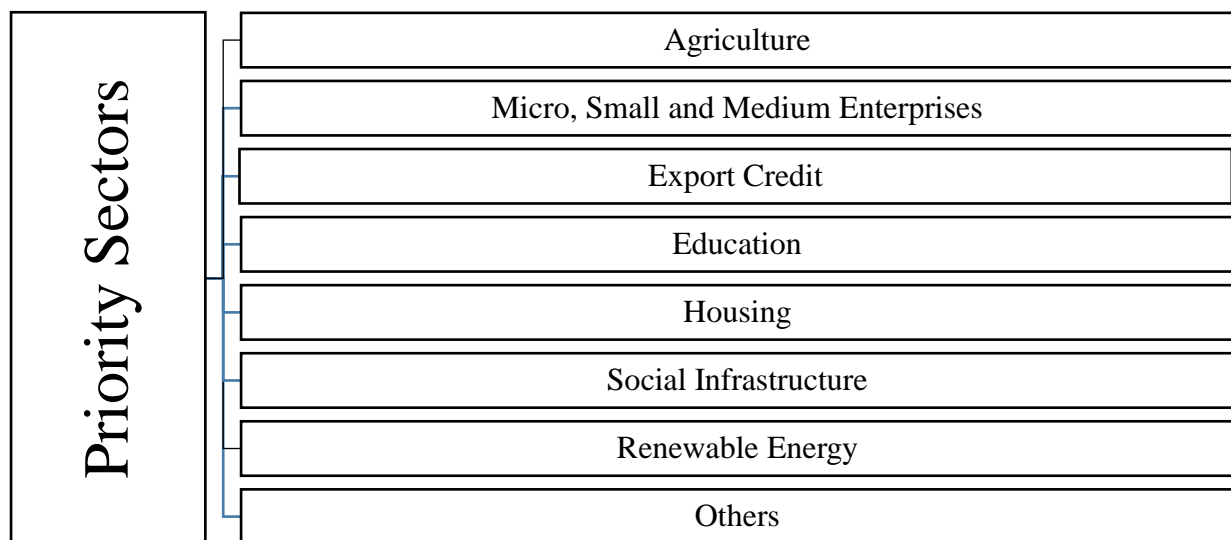 Priority Sectors
Agriculture
Micro, Small and Medium Enterprises
Export Credit
Education
Housing
Social Infrastructure
Renewable Energy
Others